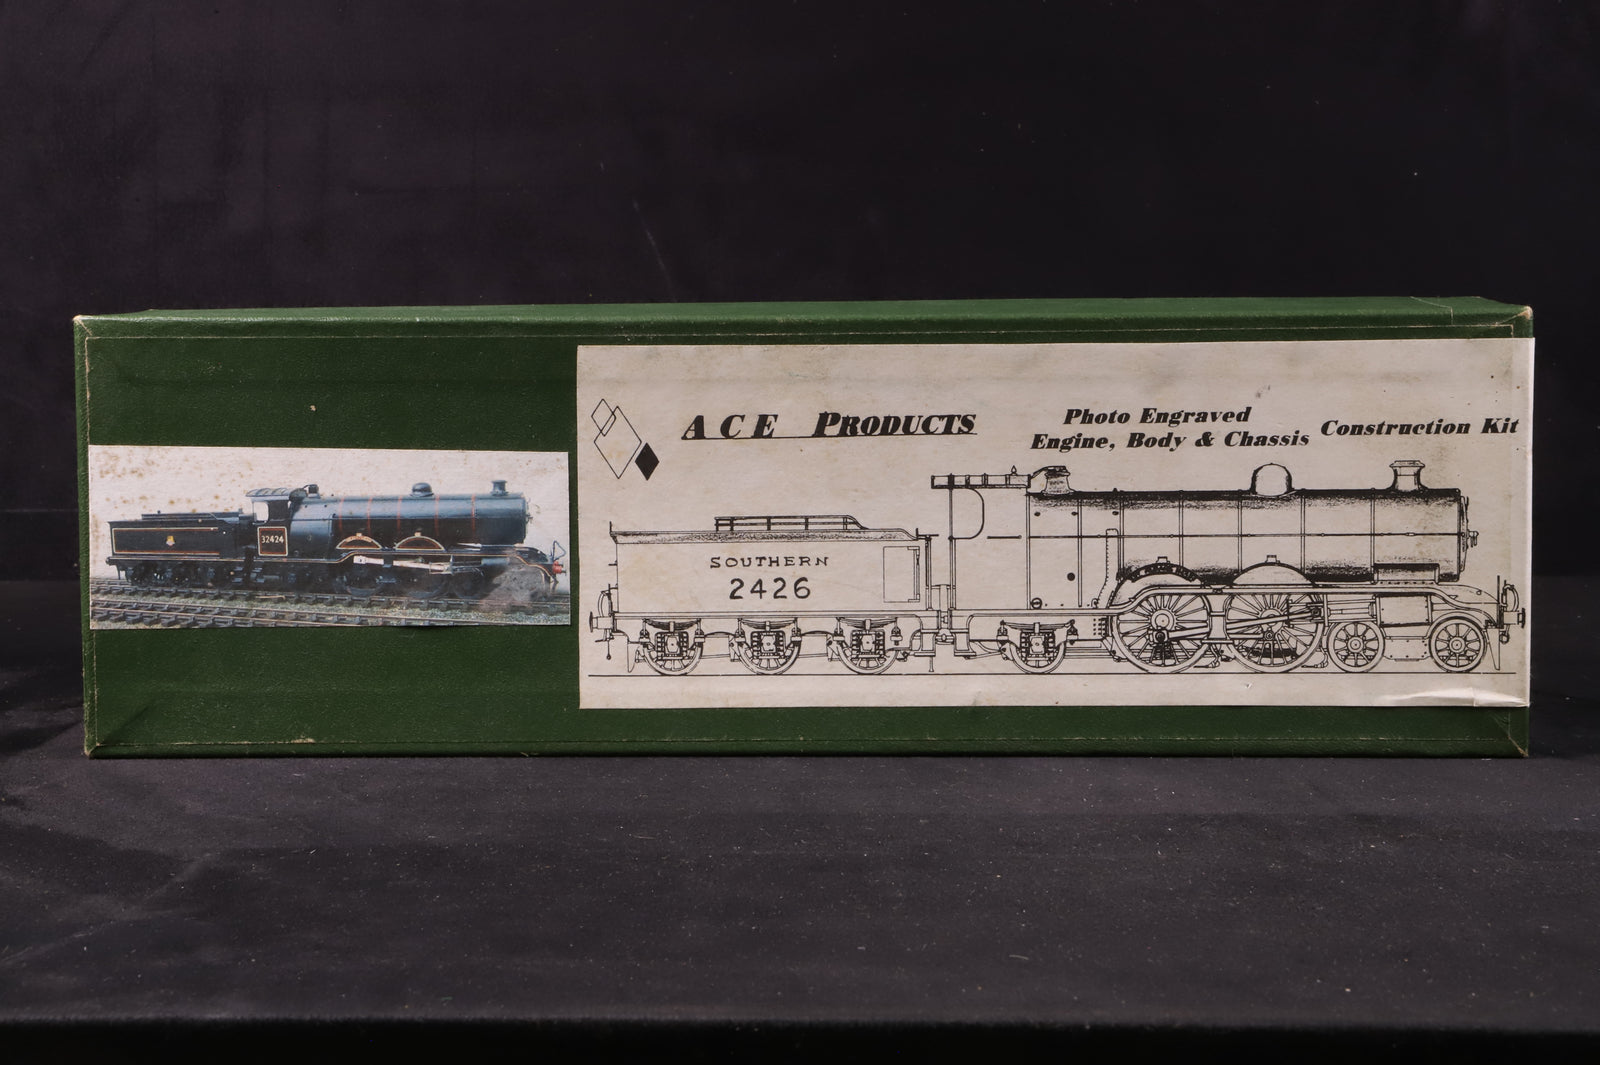 ACE PRODUCTS
Photo Engraved
Engine, Body & Chassis
Construction Kit
32424
SOUTHERN
2426